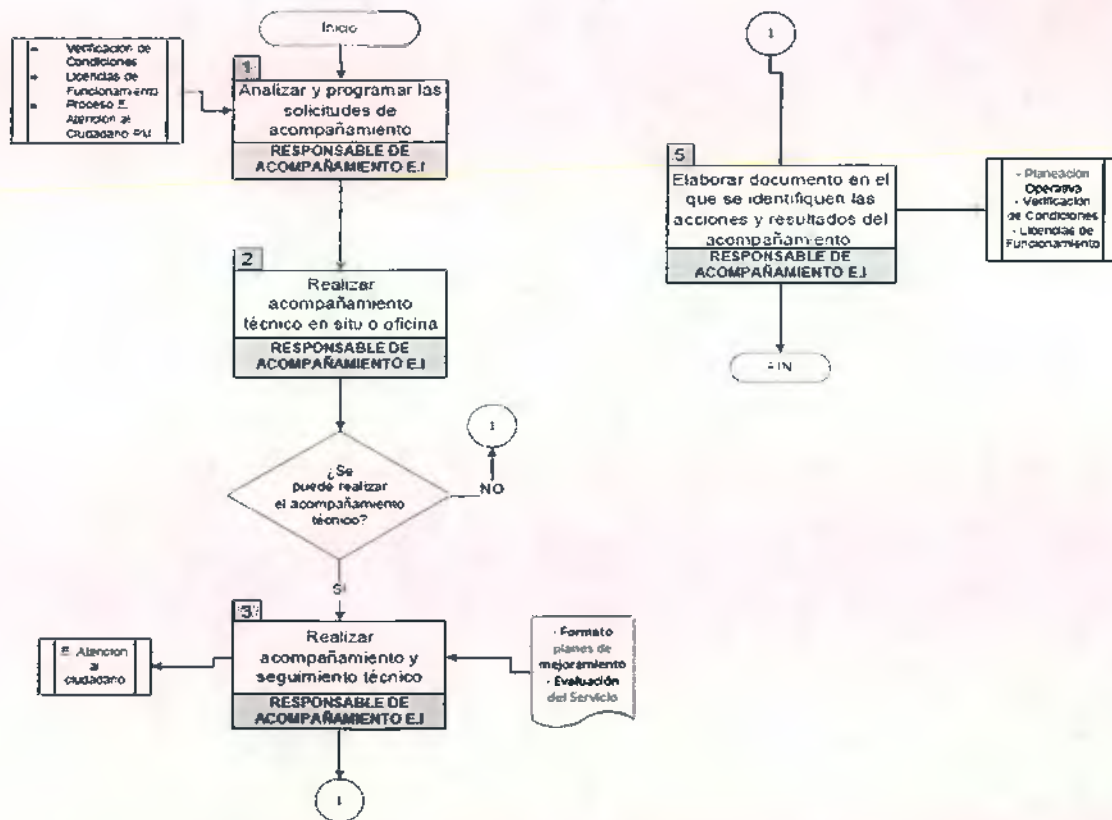 Inicio
Verificación de
Condiciones
Licencias de
Funcionamiento
Proceso E.
Atención al
Ciudadano
1
Analizar y programar las
solicitudes de
acompañamiento
RESPONSABLE DE
ACOMPAÑAMIENTO E.I
2
Realizar
acompañamiento
técnico en situ o oficina
RESPONSABLE DE
ACOMPAÑAMIENTO E.I
¿Se
puede realizar
el acompañamiento
técnico?
NO
1
SI
3
Realizar
acompañamiento y
seguimiento técnico
RESPONSABLE DE
ACOMPAÑAMIENTO E.I
E. Atencion
al
ciudadano
- Formato
planes de
mejoramiento
- Evaluación
del Servicio
1
1
5
Elaborar documento en el
que se identifiquen las
acciones y resultados del
acompañamiento
RESPONSABLE DE
ACOMPAÑAMIENTO E.I
- Planeación
Operativa
- Verificación
de Condiciones
- Licencias de
Funcionamiento
FIN